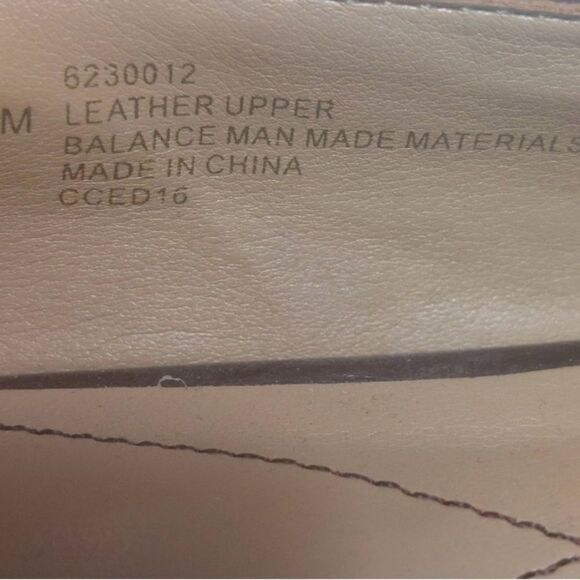 6230012
M LEATHER UPPER
BALANCE MAN MADE MATERIALS
MADE IN CHINA
CCED16